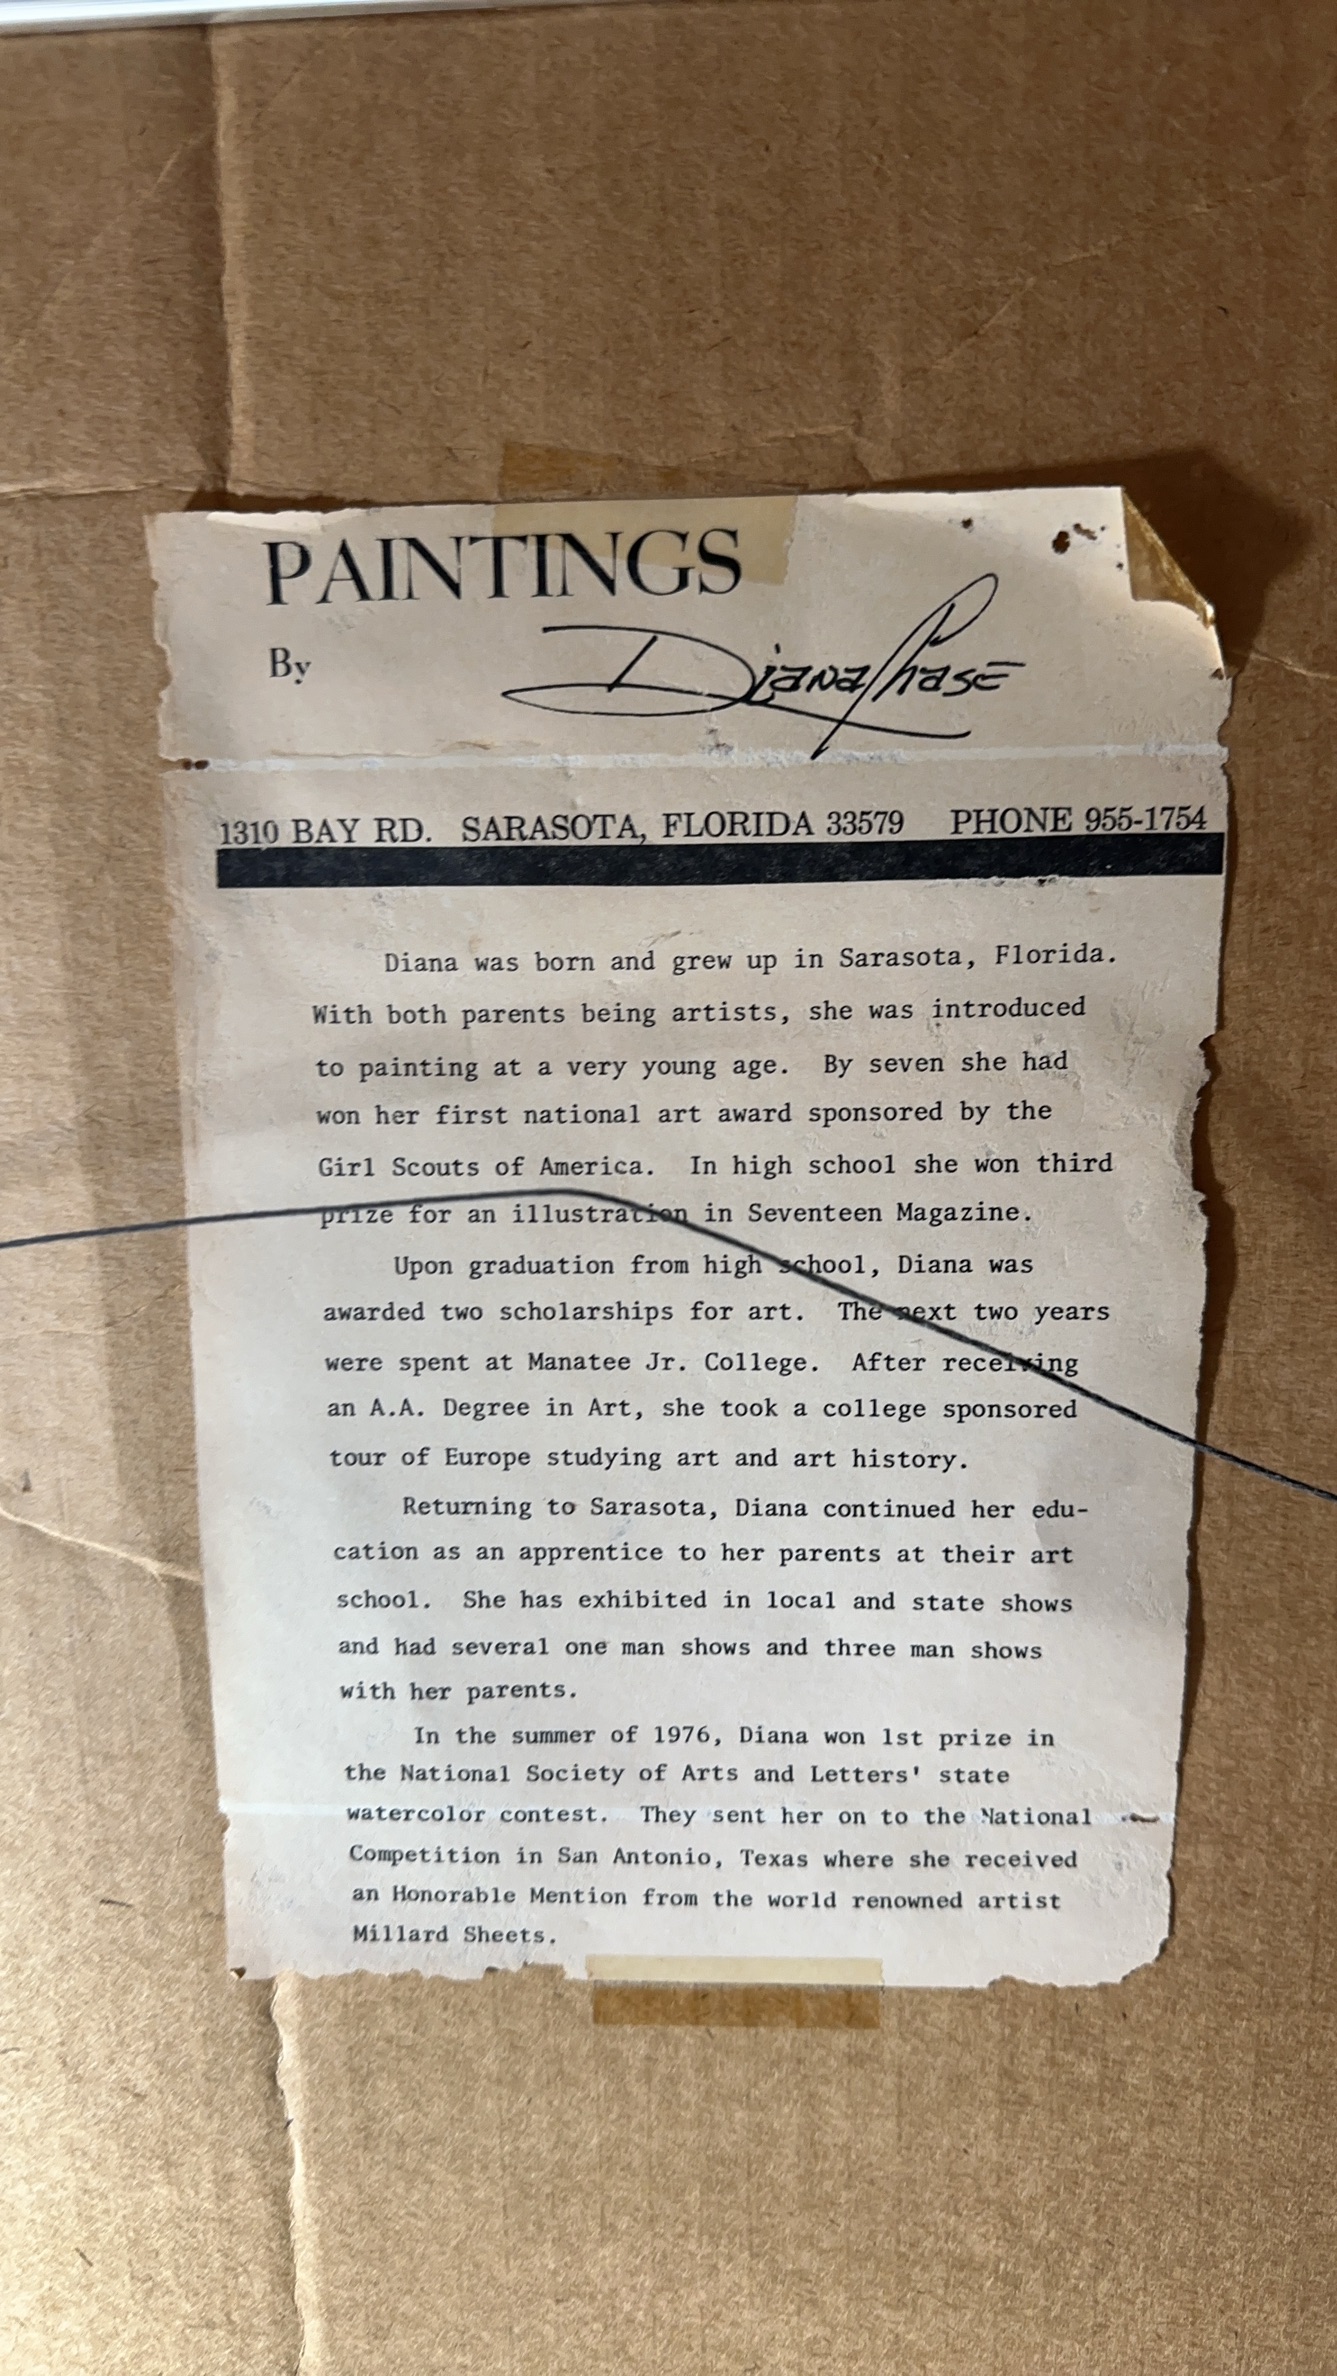 PAINTINGS
By Diana Chase
1310 BAY RD. SARASOTA, FLORIDA 33579 PHONE 955-1754
Diana was born and grew up in Sarasota, Florida.
With both parents being artists, she was introduced
to painting at a very young age. By seven she had
won her first national art award sponsored by the
Girl Scouts of America. In high school she won third
prize for an illustration in Seventeen Magazine.
Upon graduation from high school, Diana was
awarded two scholarships for art. The next two years
were spent at Manatee Jr. College. After receiving
an A.A. Degree in Art, she took a college sponsored
tour of Europe studying art and art history.
Returning to Sarasota, Diana continued her edu-
cation as an apprentice to her parents at their art
school. She has exhibited in local and state shows
and had several one man shows and three man shows
with her parents.
In the summer of 1976, Diana won 1st prize in
the National Society of Arts and Letters' state
watercolor contest. They sent her on to the National
Competition in San Antonio, Texas where she received
an Honorable Mention from the world renowned artist
Millard Sheets.